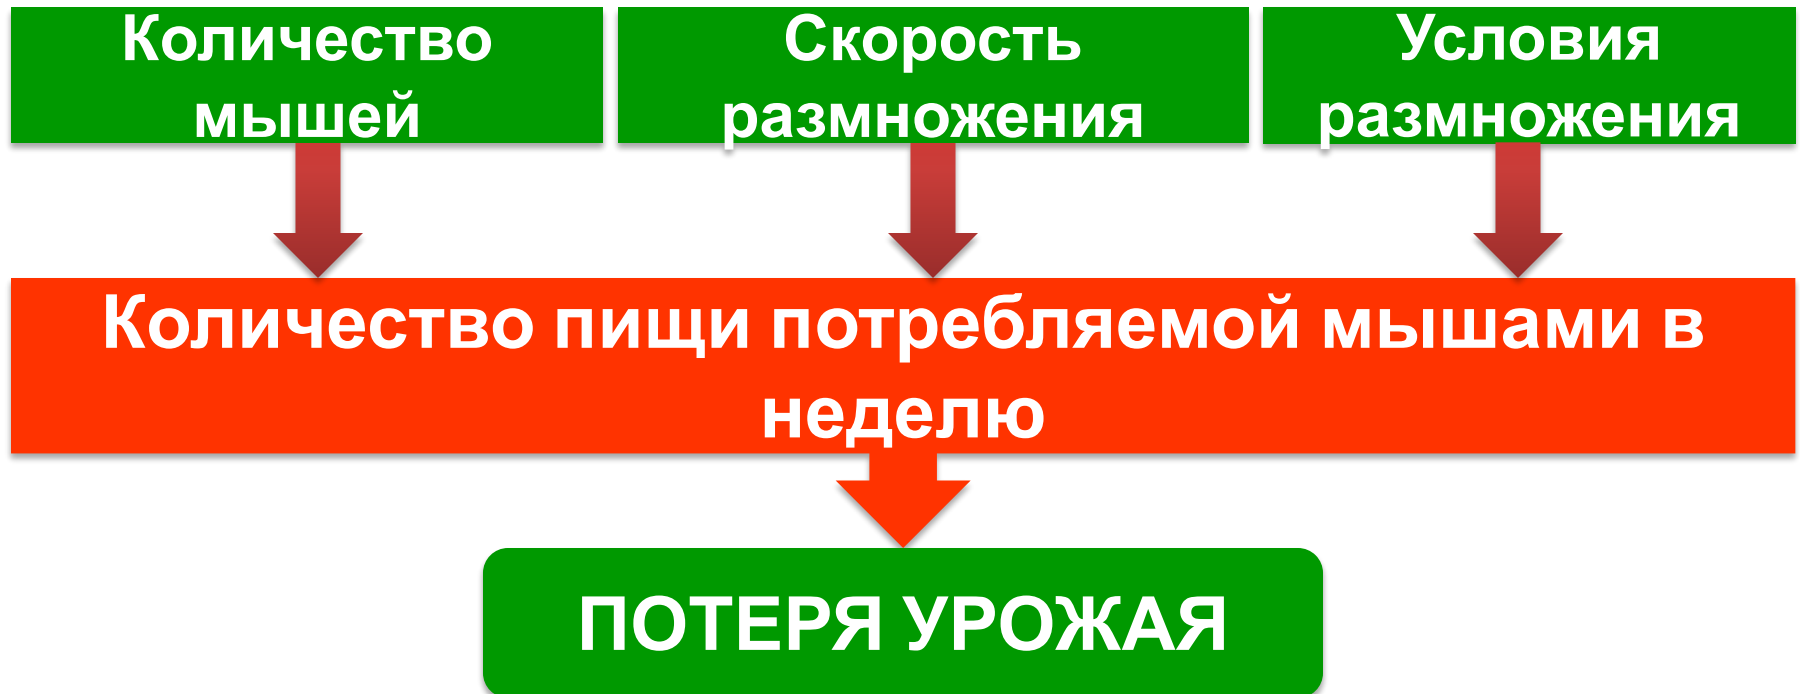 Количество
мышей
Скорость
размножения
Условия
размножения
Количество пищи потребляемой мышами в
неделю
ПОТЕРЯ УРОЖАЯ